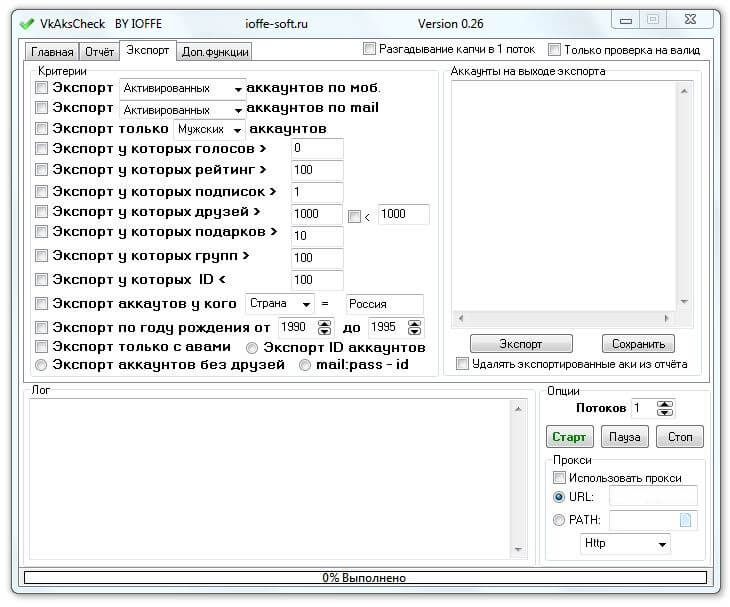 VkAksCheck BY IOFFE ioffe-soft.ru Version 0.26
Главная Отчёт Экспорт Доп.функции Разгадывание капчи в 1 поток Только проверка на валид
Критерии
Экспорт Активированных аккаунтов по моб.
Экспорт Активированных аккаунтов по mail
Экспорт только Мужских аккаунтов
Экспорт у которых голосов > 0
Экспорт у которых рейтинг > 100
Экспорт у которых подписок > 1
Экспорт у которых друзей > 1000 < 1000
Экспорт у которых подарков > 10
Экспорт у которых групп > 100
Экспорт у которых ID < 100
Экспорт аккаутов у кого Страна = Россия
Экспорт по году рождения от 1990 до 1995
Экспорт только с авами Экспорт ID аккаунтов
Экспорт аккаунтов без друзей mail:pass - id
Аккаунты на выходе экспорта
Экспорт Сохранить
Удалять экспортированные аки из отчёта
Лог
Опции
Потоков 1
Старт Пауза Стоп
Прокси
Использовать прокси
URL:
PATH:
Http
0% Выполнено